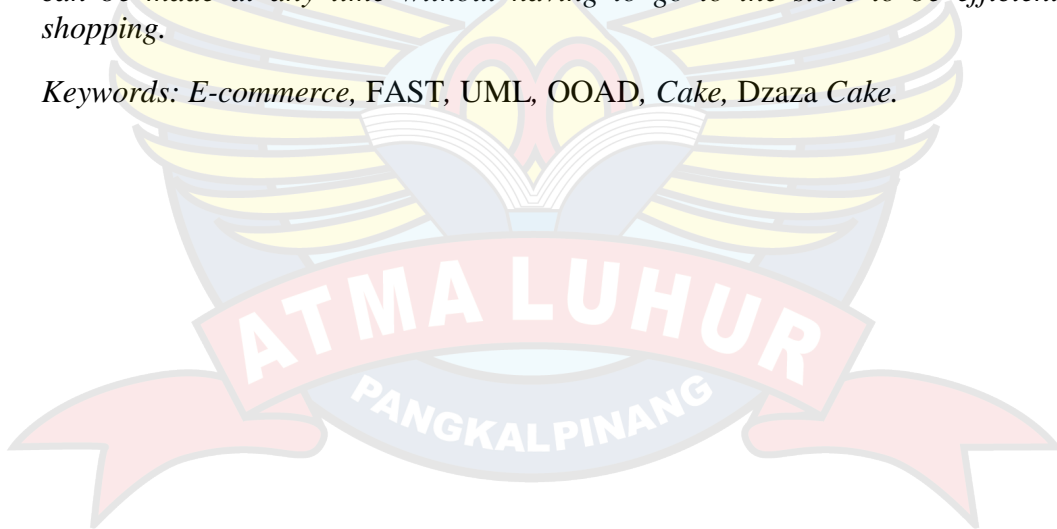 can be made at any time without having to go to the store to be efficient
shopping.
Keywords: E-commerce, FAST, UML, OOAD, Cake, Dzaza Cake.
ATMA LUHUR
PANGKALPINANG